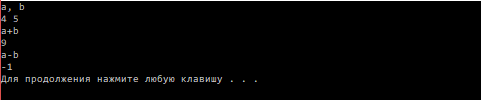 a, b
4 5
a+b
9
a-b
-1
Для продолжения нажмите любую клавишу . . .